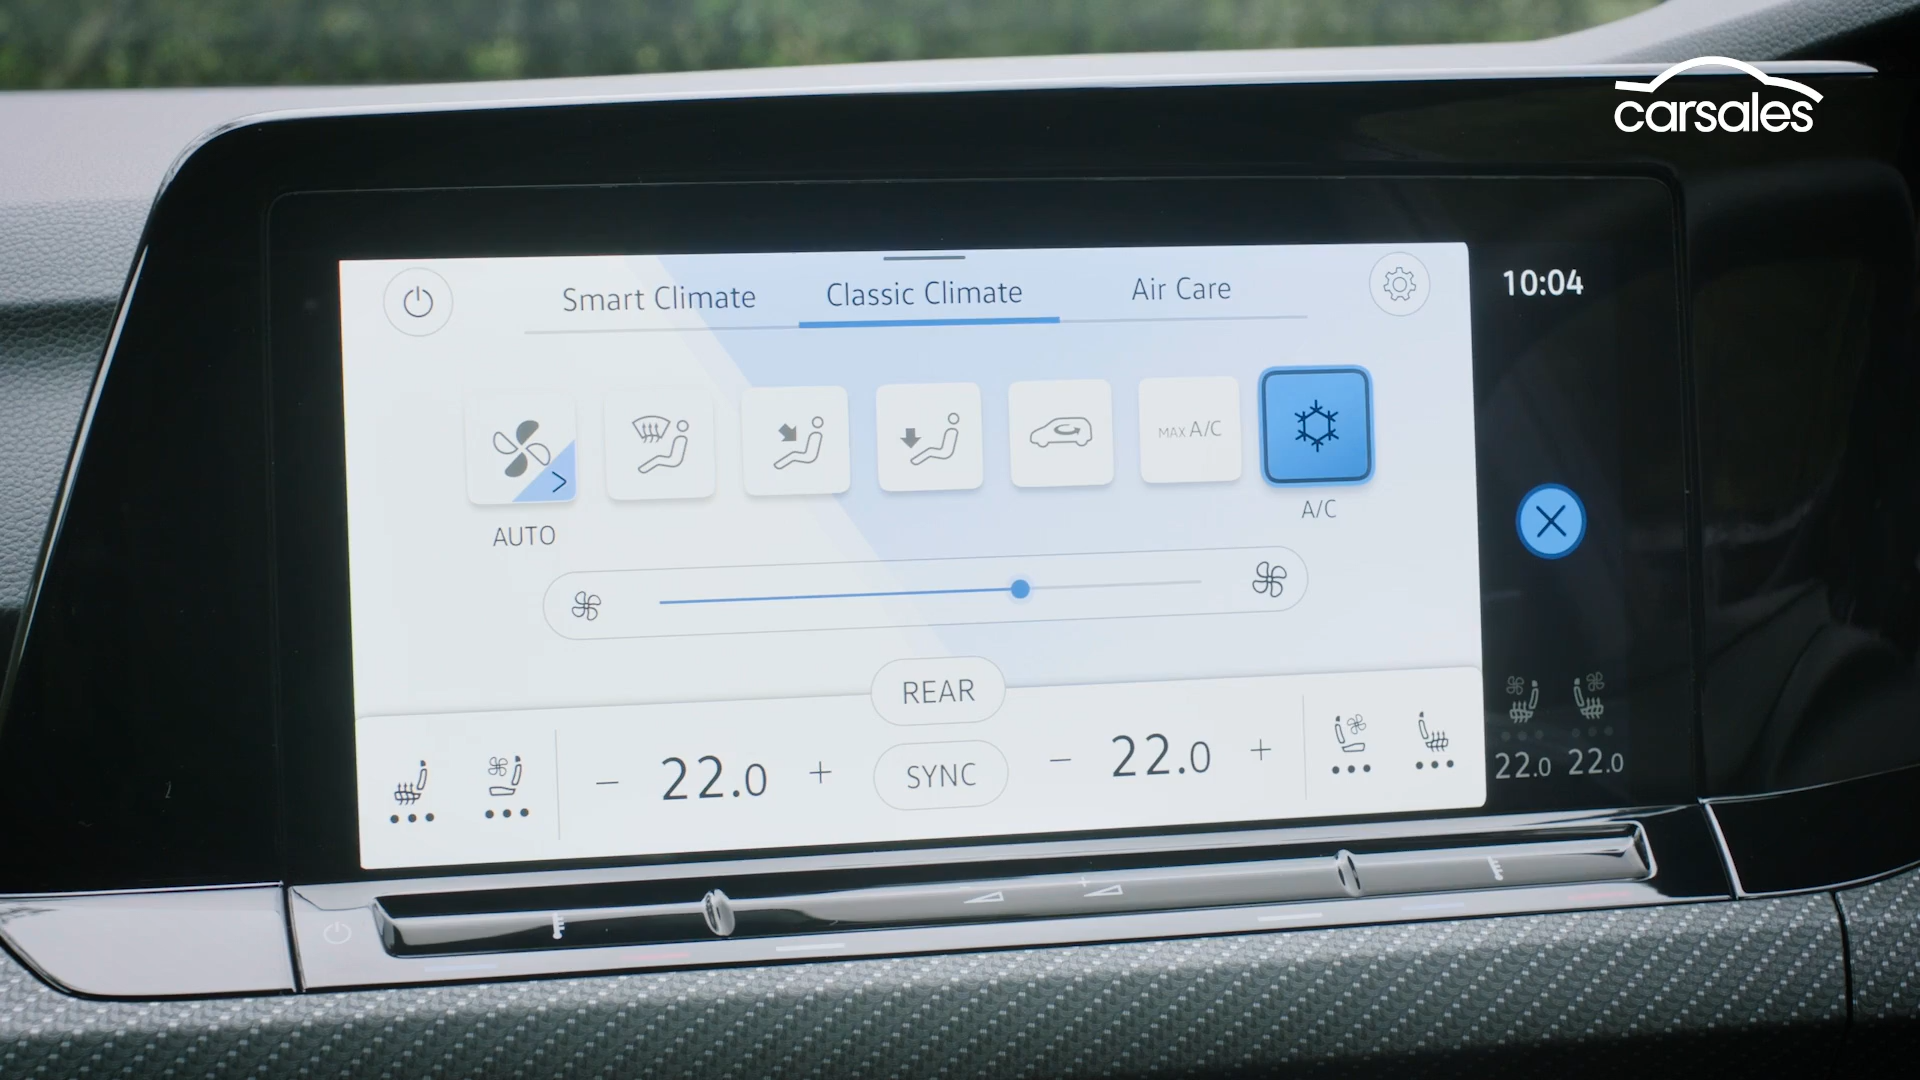 carsales
Smart Climate
Classic Climate
Air Care
10:04
MAX A/C
AUTO
A/C
REAR
22.0
SYNC
22.0
22.0
22.0